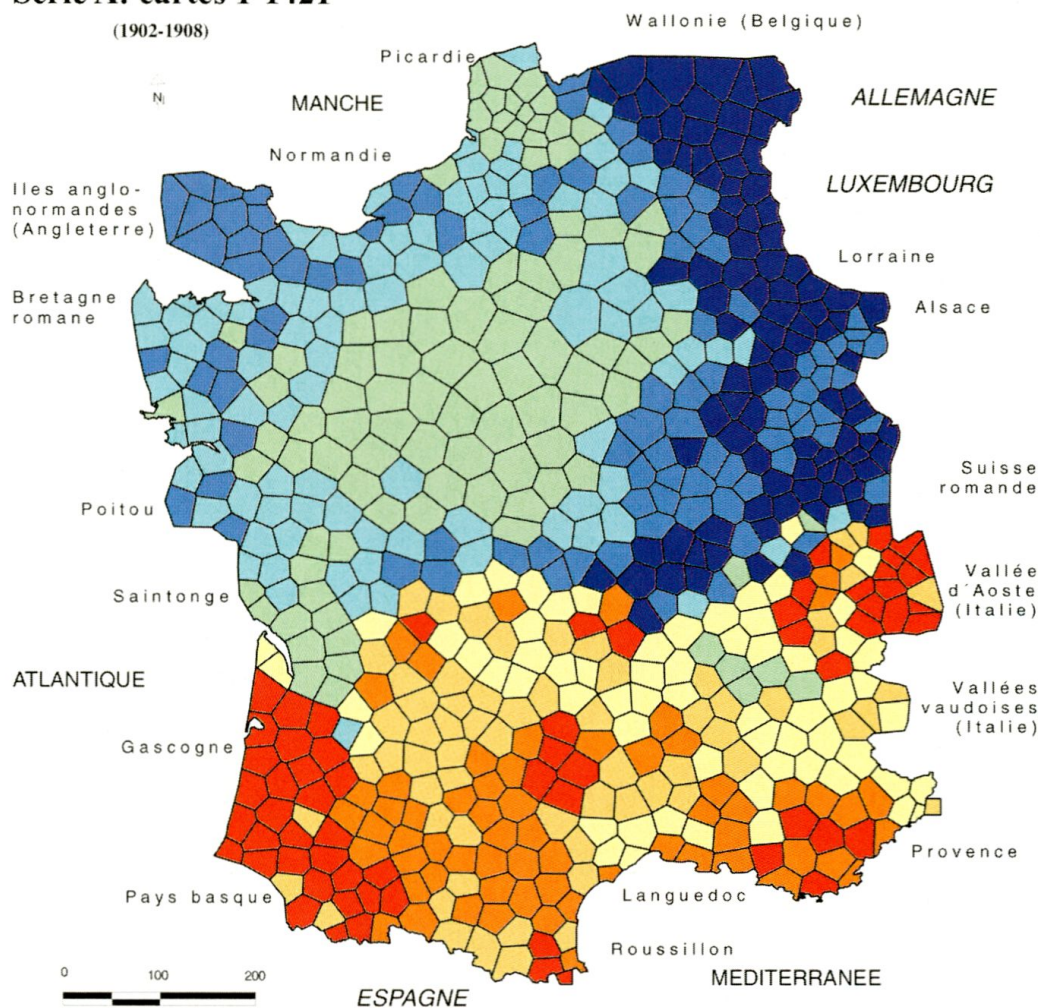 (1902-1908)
Wallonie (Belgique)
Picardie
N
MANCHE
ALLEMAGNE
Normandie
Iles anglo-
normandes
(Angleterre)
LUXEMBOURG
Lorraine
Bretagne
romane
Alsace
Suisse
romande
Poitou
Vallée
d´Aoste
(Italie)
Saintonge
ATLANTIQUE
Vallées
vaudoises
(Italie)
Gascogne
Provence
Pays basque
Languedoc
Roussillon
0 100 200
MEDITERRANEE
ESPAGNE